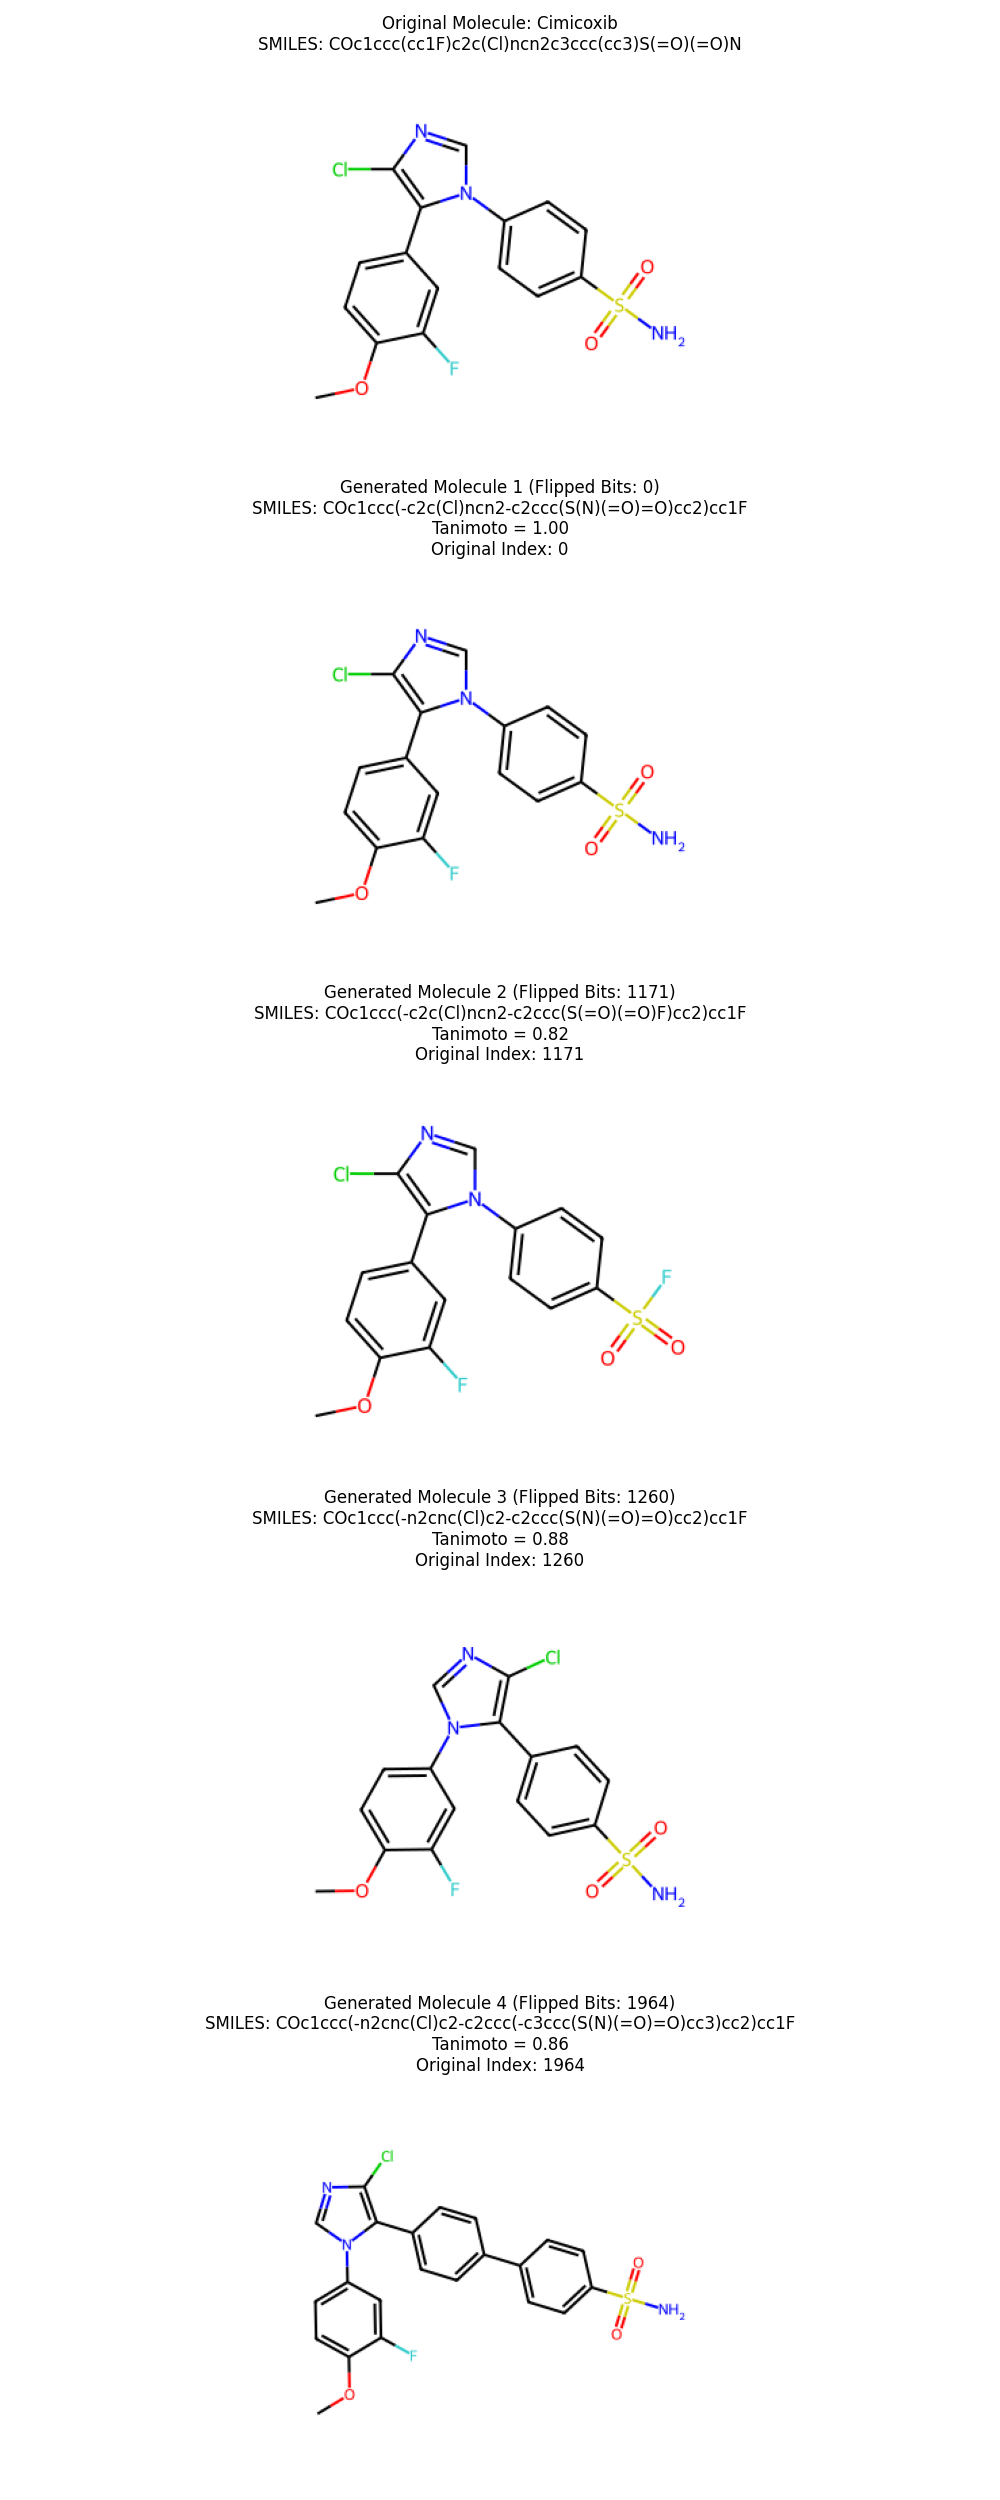 Original Molecule: Cimicoxib
SMILES: COc1ccc(cc1F)c2c(Cl)ncn2c3ccc(cc3)S(=O)(=O)N
N
Cl
N
O
S
O
NH2
F
O
Generated Molecule 1 (Flipped Bits: 0)
SMILES: COc1ccc(-c2c(Cl)ncn2-c2ccc(S(N)(=O)=O)cc2)cc1F
Tanimoto = 1.00
Original Index: 0
N
Cl
N
O
S
O
NH2
F
O
Generated Molecule 2 (Flipped Bits: 1171)
SMILES: COc1ccc(-c2c(Cl)ncn2-c2ccc(S(=O)(=O)F)cc2)cc1F
Tanimoto = 0.82
Original Index: 1171
N
Cl
N
F
S
O
O
F
O
Generated Molecule 3 (Flipped Bits: 1260)
SMILES: COc1ccc(-n2cnc(Cl)c2-c2ccc(S(N)(=O)=O)cc2)cc1F
Tanimoto = 0.88
Original Index: 1260
N
Cl
N
O
S
O
NH2
F
O
Generated Molecule 4 (Flipped Bits: 1964)
SMILES: COc1ccc(-n2cnc(Cl)c2-c2ccc(-c3ccc(S(N)(=O)=O)cc3)cc2)cc1F
Tanimoto = 0.86
Original Index: 1964
Cl
N
N
O
S
NH2
O
F
O